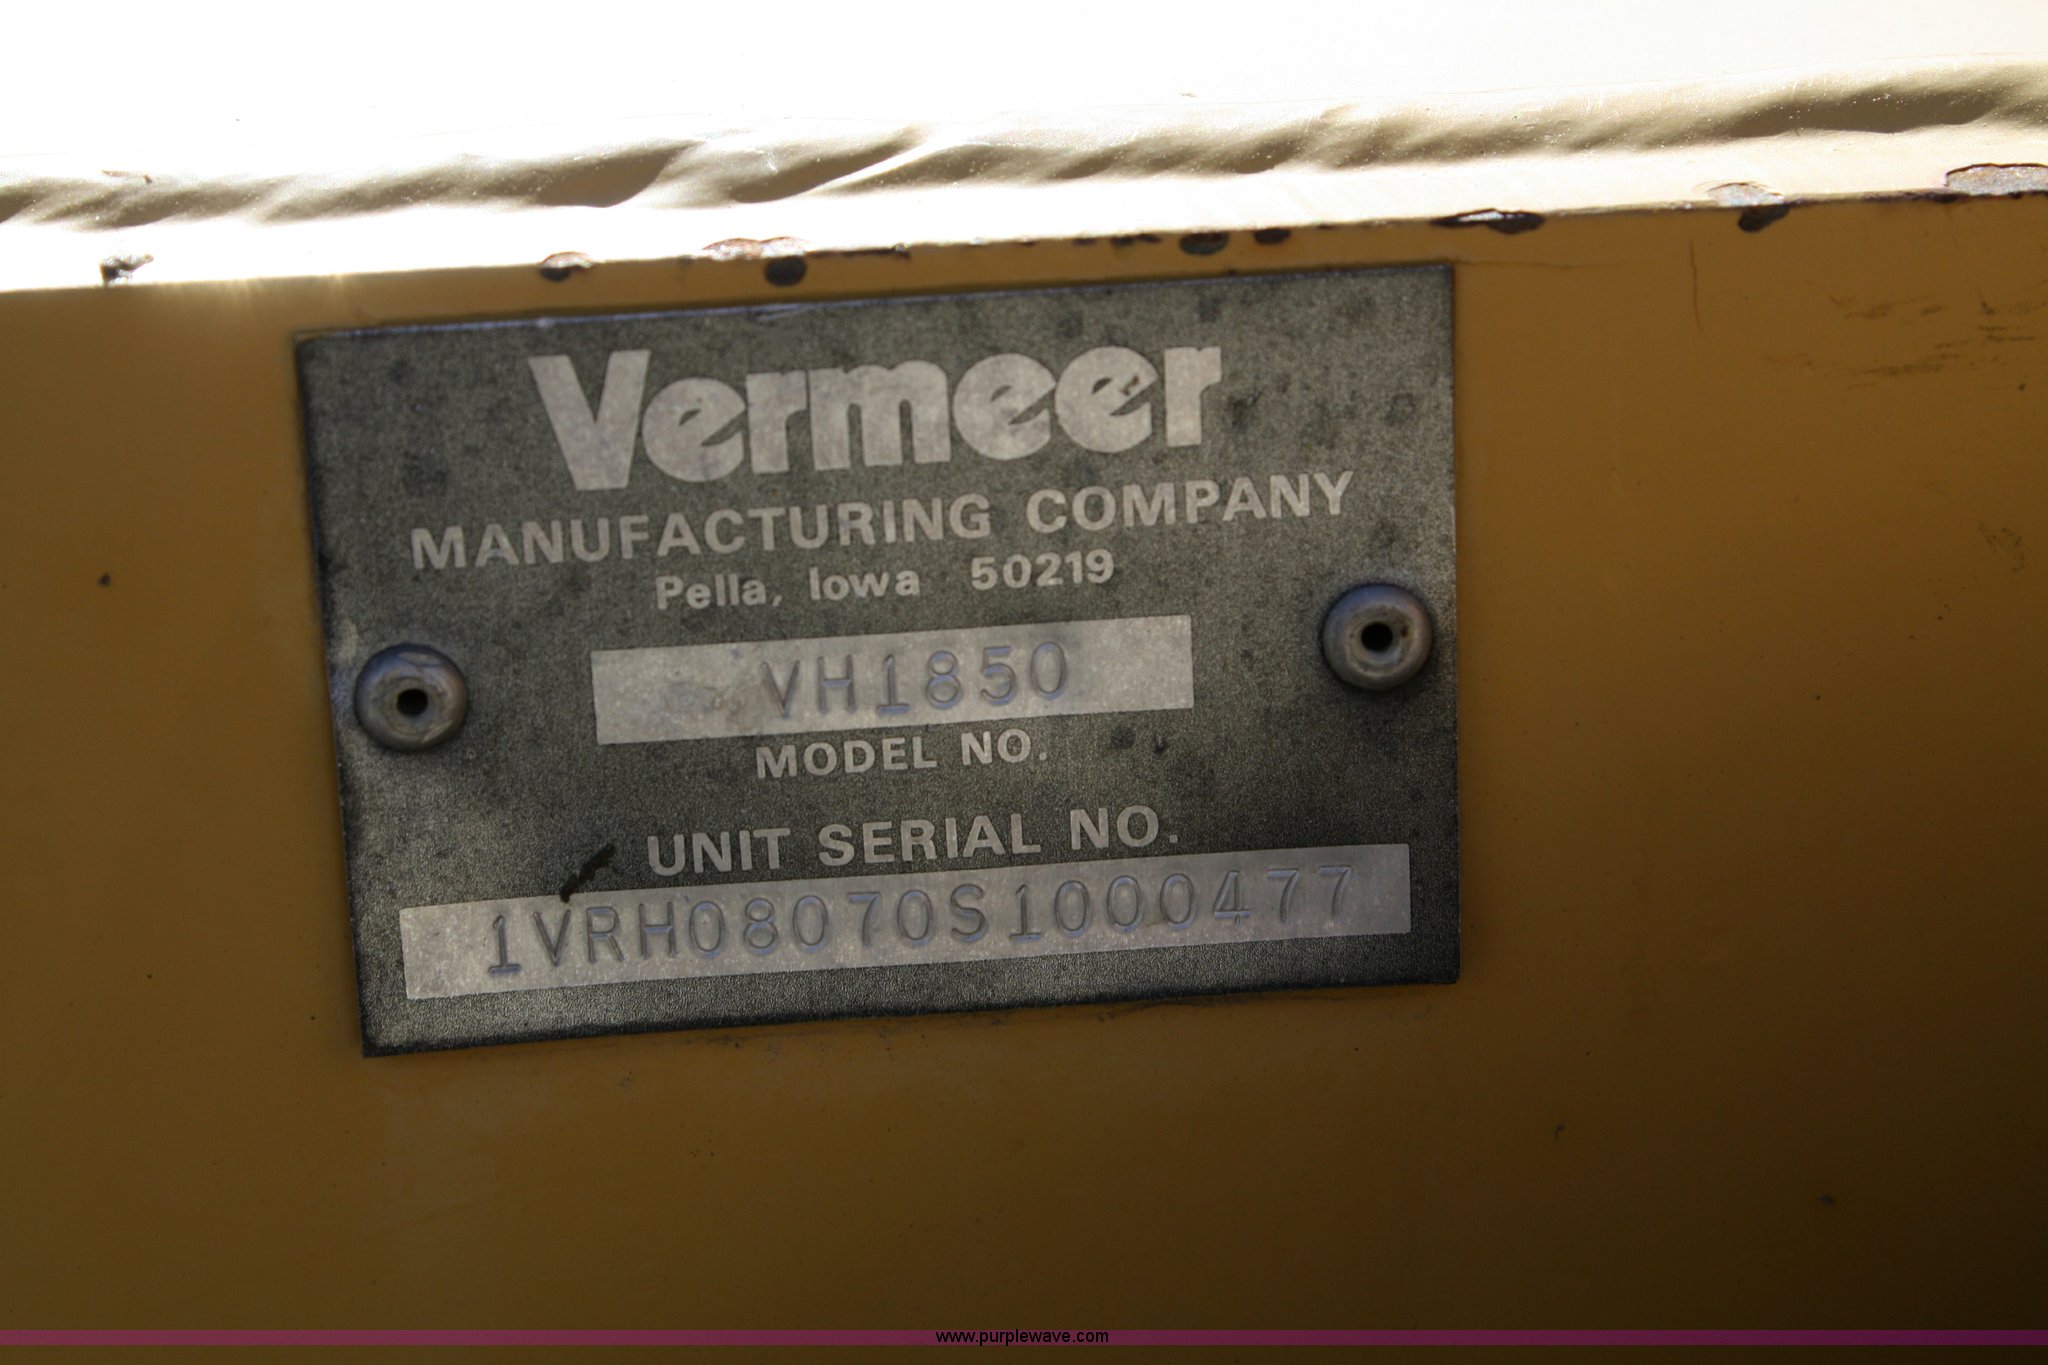 Vermeer
MANUFACTURING COMPANY
Pella, Iowa 50219
VH1850
MODEL NO.
UNIT SERIAL NO.
1VRH08070S1000477
www.purplewave.com